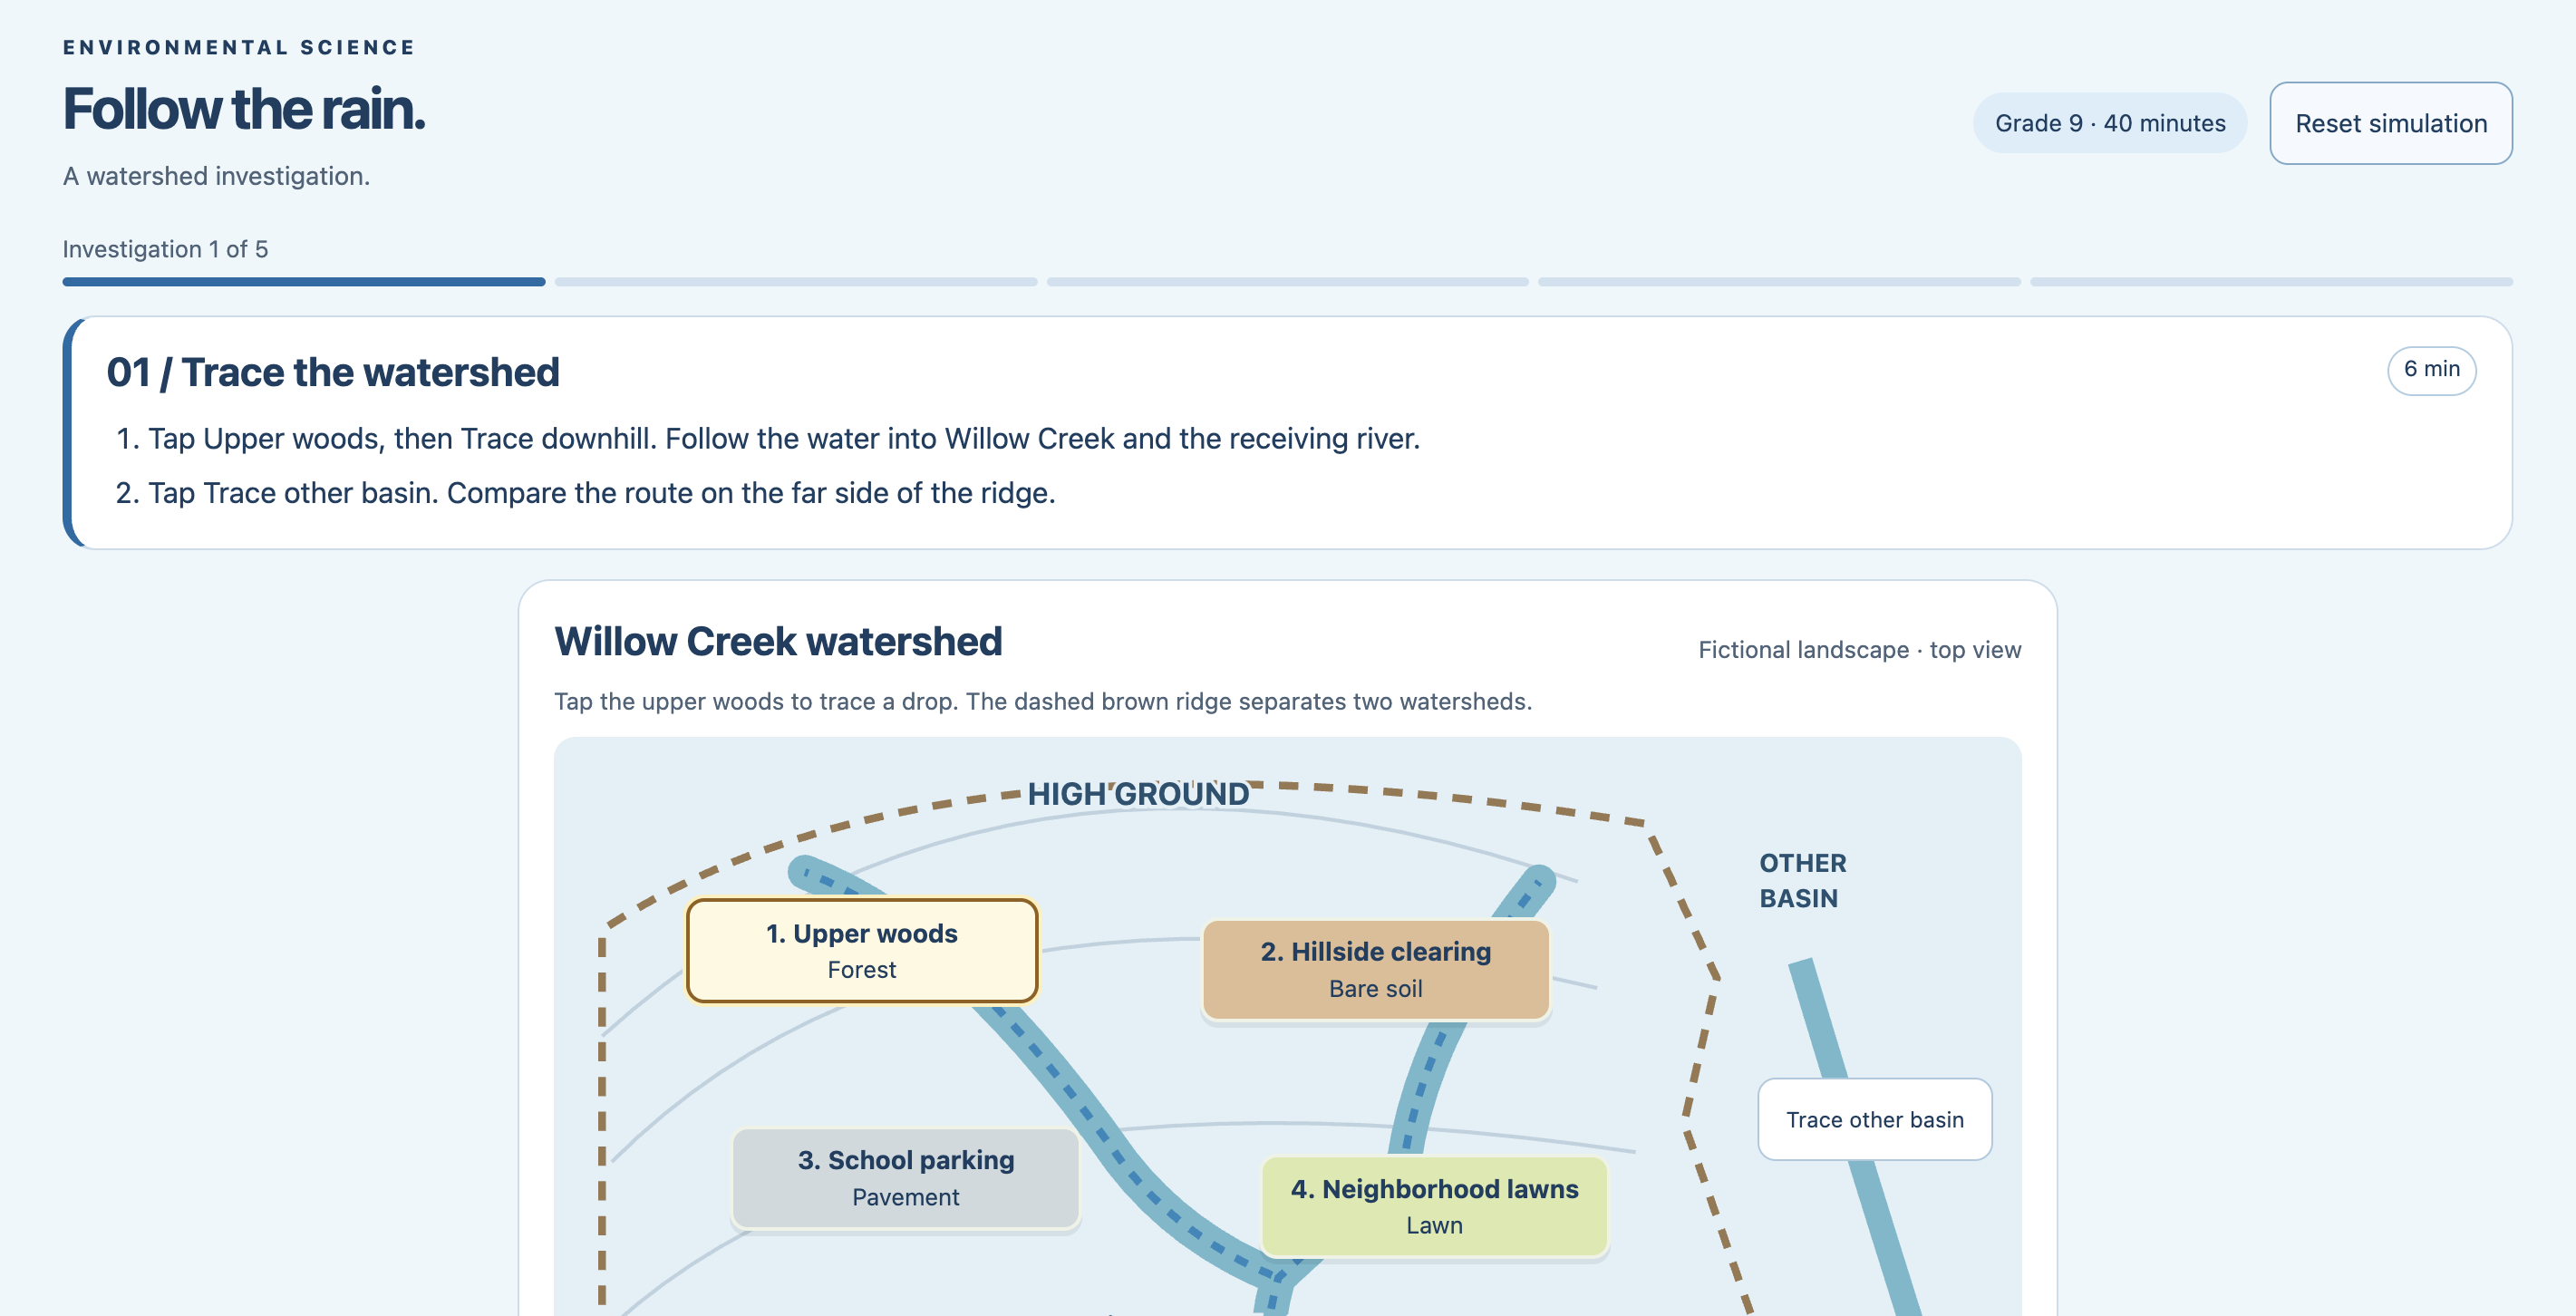 ENVIRONMENTAL SCIENCE
Follow the rain.
A watershed investigation.
Grade 9 · 40 minutes
Reset simulation
Investigation 1 of 5
01 / Trace the watershed
6 min
1. Tap Upper woods, then Trace downhill. Follow the water into Willow Creek and the receiving river.
2. Tap Trace other basin. Compare the route on the far side of the ridge.
Willow Creek watershed
Fictional landscape · top view
Tap the upper woods to trace a drop. The dashed brown ridge separates two watersheds.
HIGH GROUND
OTHER
BASIN
1. Upper woods
Forest
2. Hillside clearing
Bare soil
Trace other basin
3. School parking
Pavement
4. Neighborhood lawns
Lawn